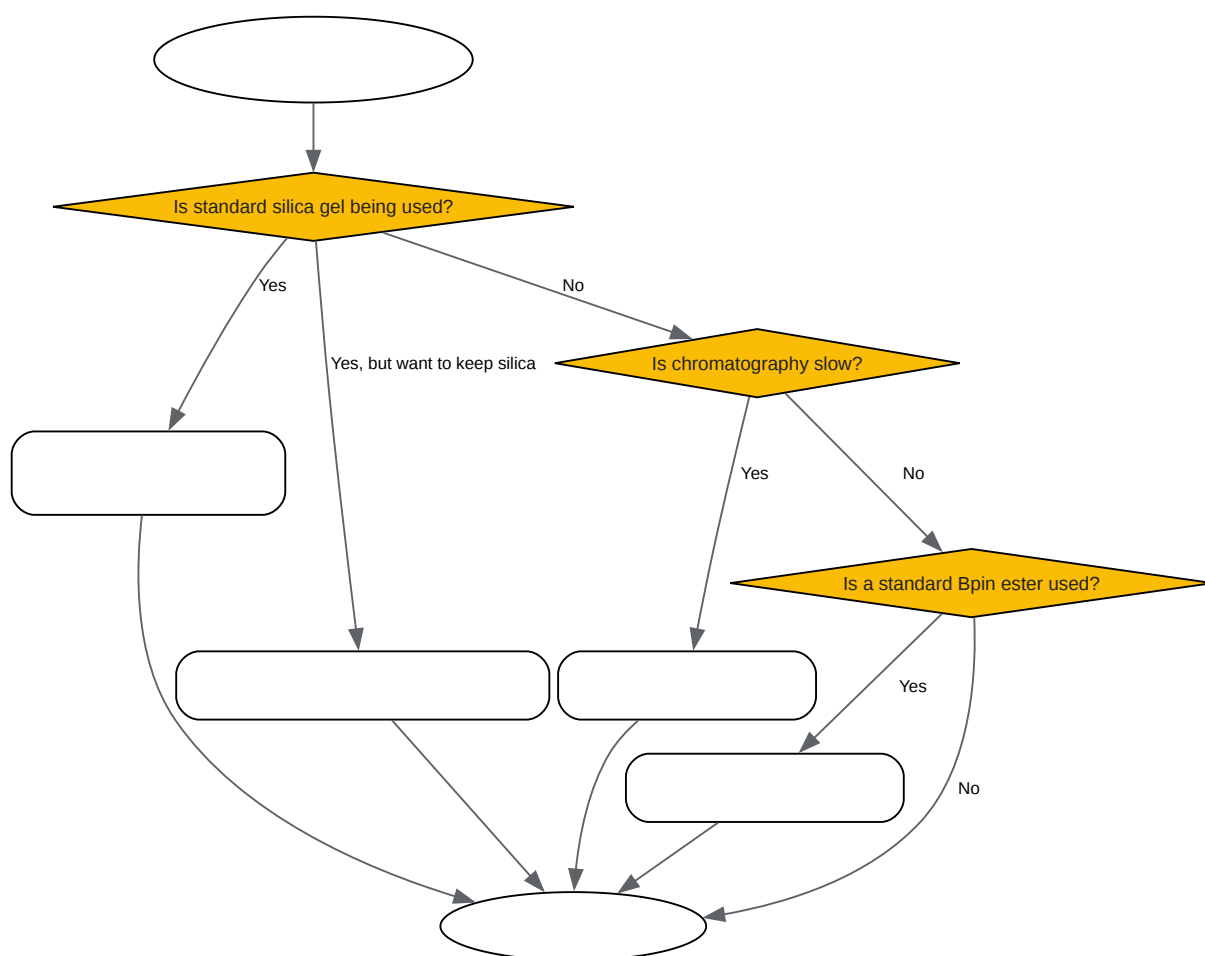 Is standard silica gel being used?
Yes
No
Yes, but want to keep silica
Is chromatography slow?
Yes
No
Is a standard Bpin ester used?
Yes
No